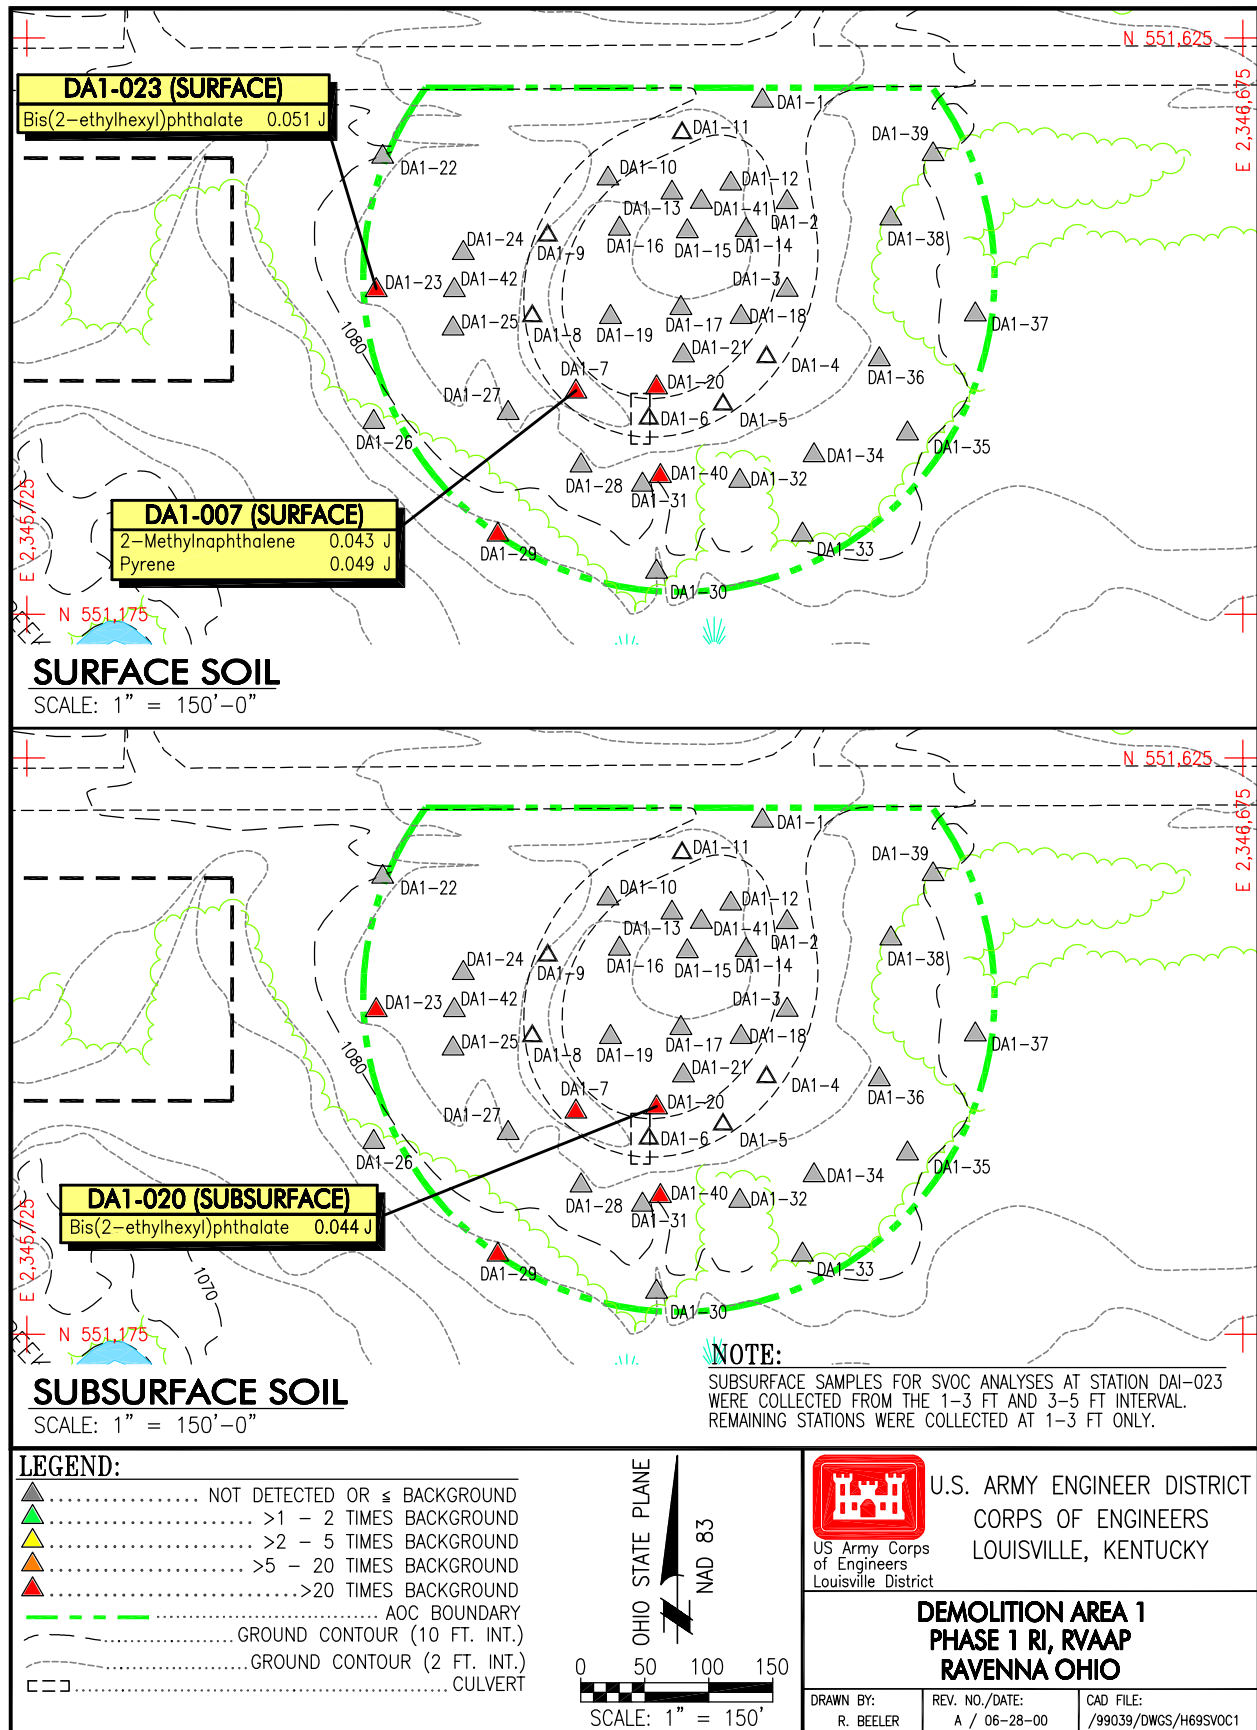 N 551,625
E 2,346,675
DA1-023 (SURFACE)
Bis(2-ethylhexyl)phthalate 0.051 J
DA1-1
DA1-11
DA1-39
DA1-22
DA1-10
DA1-12
DA1-13
DA1-41
DA1-2
DA1-38
DA1-24
DA1-9
DA1-16
DA1-15
DA1-14
DA1-23
DA1-42
DA1-3
DA1-37
DA1-25
DA1-8
DA1-19
DA1-17
DA1-18
1080
DA1-21
DA1-4
DA1-36
DA1-7
DA1-20
DA1-27
DA1-6
DA1-5
DA1-26
DA1-35
DA1-34
DA1-28
DA1-40
DA1-32
DA1-31
DA1-007 (SURFACE)
2-Methylnaphthalene 0.043 J
Pyrene 0.049 J
DA1-29
DA1-33
DA1-30
E 2,345,725
N 551,175
SURFACE SOIL
SCALE: 1" = 150'-0"
N 551,625
E 2,346,675
DA1-1
DA1-11
DA1-39
DA1-22
DA1-10
DA1-12
DA1-13
DA1-41
DA1-2
DA1-38
DA1-24
DA1-9
DA1-16
DA1-15
DA1-14
DA1-23
DA1-42
DA1-3
DA1-37
DA1-25
DA1-8
DA1-19
DA1-17
DA1-18
1080
DA1-21
DA1-4
DA1-36
DA1-7
DA1-20
DA1-27
DA1-6
DA1-5
DA1-26
DA1-35
DA1-34
DA1-28
DA1-40
DA1-32
DA1-31
DA1-020 (SUBSURFACE)
Bis(2-ethylhexyl)phthalate 0.044 J
DA1-29
DA1-33
DA1-30
1070
E 2,345,725
N 551,175
SUBSURFACE SOIL
SCALE: 1" = 150'-0"
NOTE:
SUBSURFACE SAMPLES FOR SVOC ANALYSES AT STATION DA1-023
WERE COLLECTED FROM THE 1-3 FT AND 3-5 FT INTERVAL.
REMAINING STATIONS WERE COLLECTED AT 1-3 FT ONLY.
LEGEND:
NOT DETECTED OR ≤ BACKGROUND
>1 - 2 TIMES BACKGROUND
>2 - 5 TIMES BACKGROUND
>5 - 20 TIMES BACKGROUND
>20 TIMES BACKGROUND
AOC BOUNDARY
GROUND CONTOUR (10 FT. INT.)
GROUND CONTOUR (2 FT. INT.)
CULVERT
OHIO STATE PLANE
NAD 83
0 50 100 150
SCALE: 1" = 150'
US Army Corps
of Engineers
Louisville District
U.S. ARMY ENGINEER DISTRICT
CORPS OF ENGINEERS
LOUISVILLE, KENTUCKY
DEMOLITION AREA 1
PHASE 1 RI, RVAAP
RAVENNA OHIO
DRAWN BY:
R. BEELER
REV. NO./DATE:
A / 06-28-00
CAD FILE:
/99039/DWGS/H69SVOC1